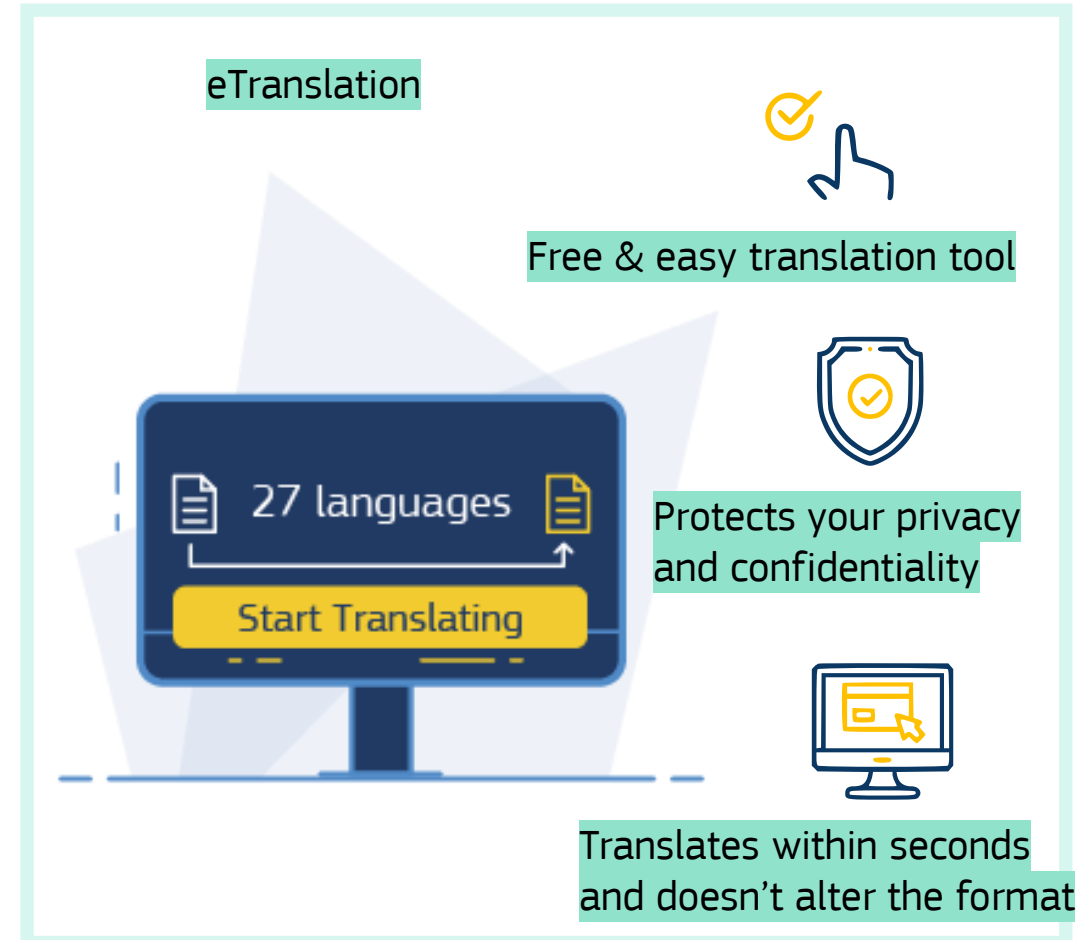 eTranslation
Free & easy translation tool
27 languages
Start Translating
Protects your privacy
and confidentiality
Translates within seconds
and doesn’t alter the format